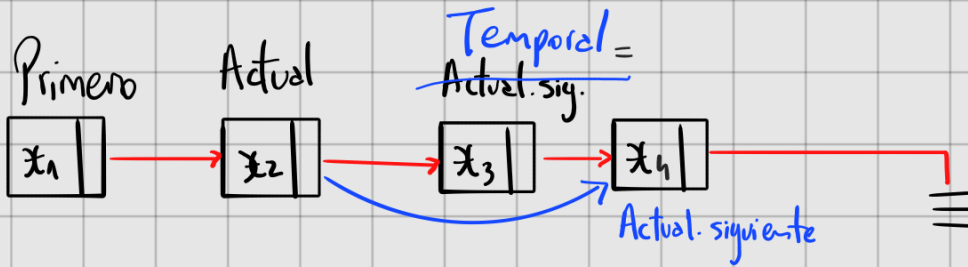 Temporal =
Primero Actual Actual.sig.
x1 x2 x3 x4
Actual.siguiente